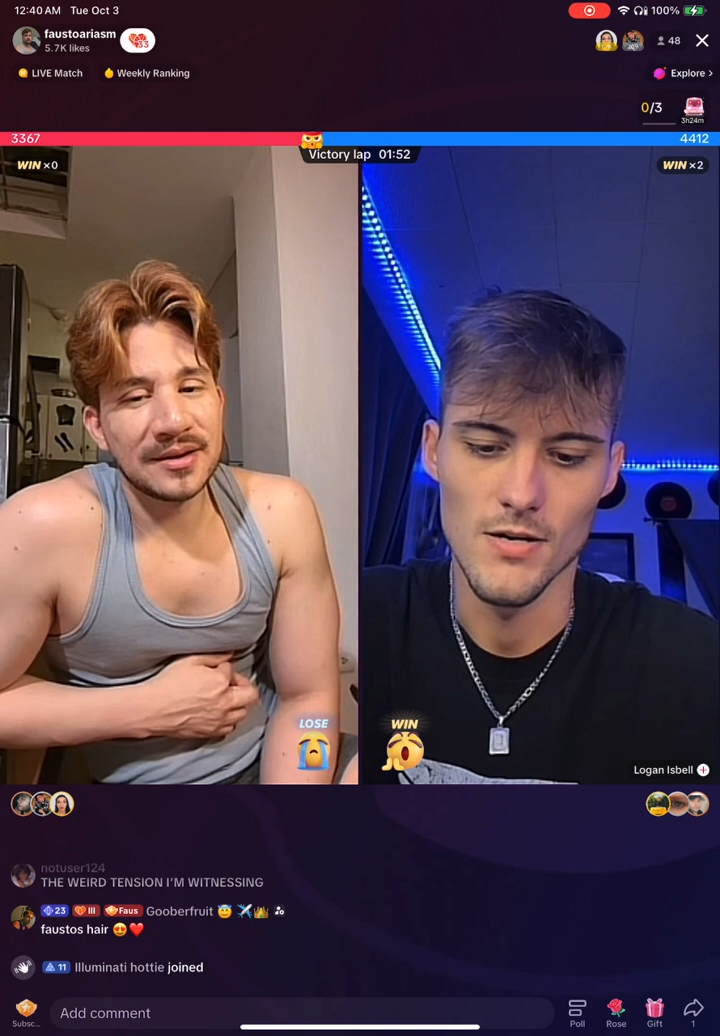 12:40 AM Tue Oct 3
100%
faustoariasm
5.7K likes
33
48
LIVE Match
Weekly Ranking
Explore >
0/3
3h24m
3367
4412
Victory lap 01:52
WIN ×0
WIN ×2
LOSE
WIN
Logan Isbell
notuser124
THE WEIRD TENSION I'M WITNESSING
23 III Faus Gooberfruit 😇 ✈️👑
faustos hair 😍❤️
11 Illuminati hottie joined
Subsc...
Add comment
Poll
Rose
Gift
1